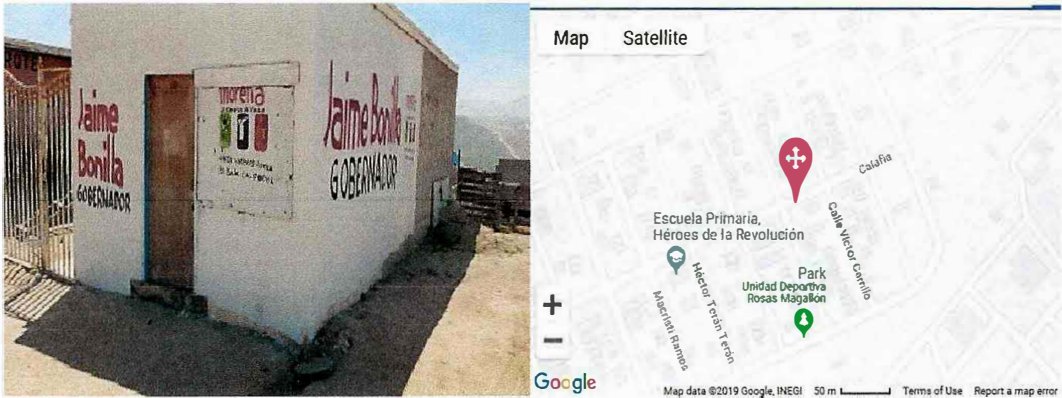 Jaime
Bonilla
GOBERNADOR
morena
Jaime Bonilla
GOBERNADOR
Map Satellite
Calafia
Calle Victor Carrillo
Escuela Primaria,
Héroes de la Revolución
Héctor Terán Terán
Macristi Ramos
Park
Unidad Deportiva
Rosas Magallón
+
−
Google
Map data ©2019 Google, INEGI 50 m Terms of Use Report a map error